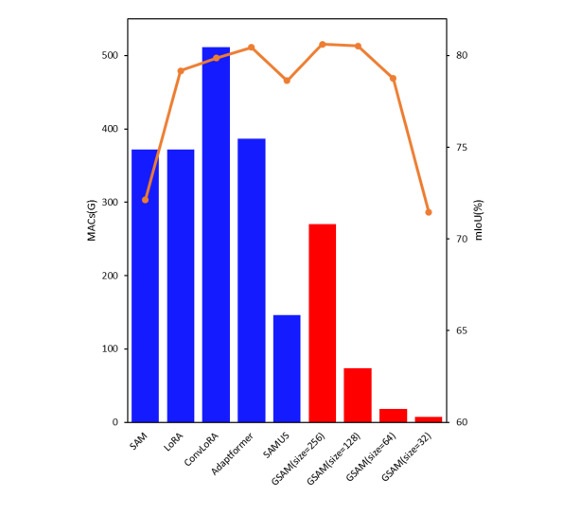 500
400
300
200
100
0
MACs(G)
80
75
70
65
60
mIoU(%)
SAM
LoRA
ConvLoRA
Adaptformer
SAMUS
GSAM(size=256)
GSAM(size=128)
GSAM(size=64)
GSAM(size=32)